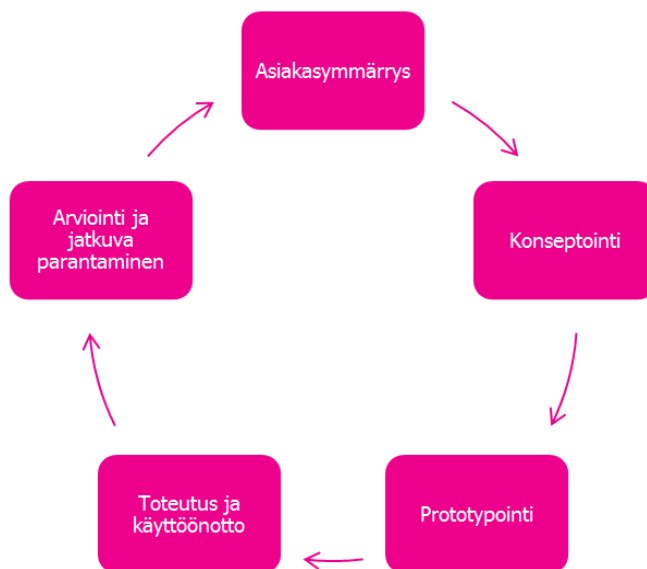 Asiakasymmärrys
Konseptointi
Prototypointi
Toteutus ja
käyttöönotto
Arviointi ja
jatkuva
parantaminen